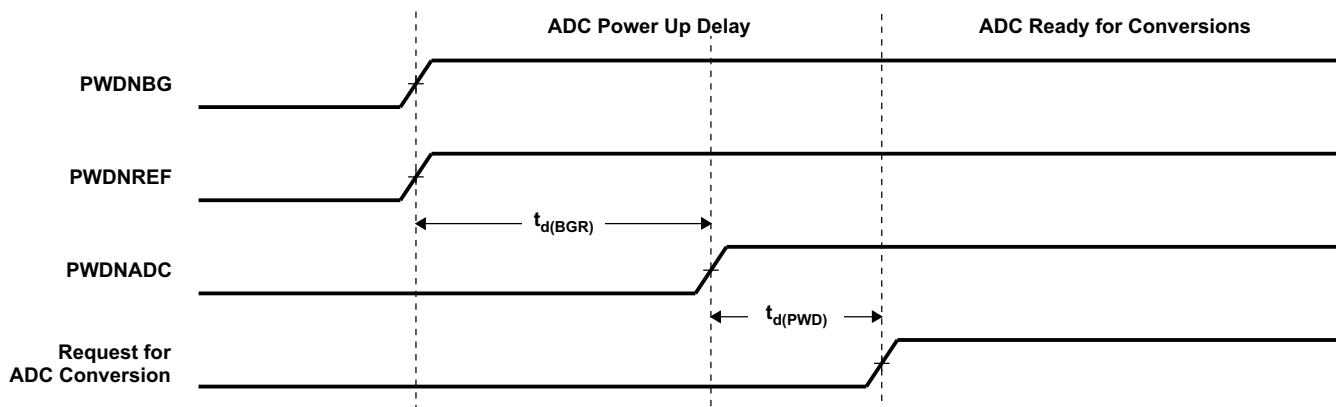 ADC Power Up Delay
ADC Ready for Conversions
PWDNBG
PWDNREF
td(BGR)
PWDNADC
td(PWD)
Request for
ADC Conversion